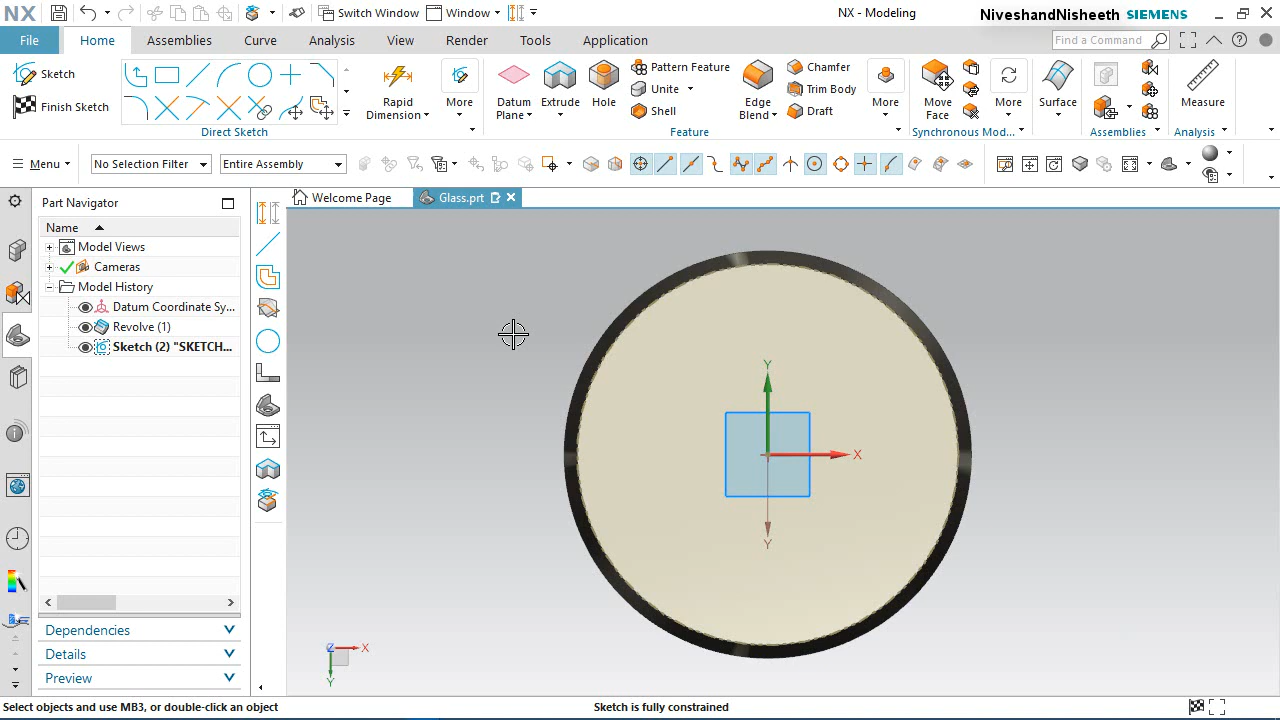 NX
Switch Window
Window
NX - Modeling
NiveshandNisheeth SIEMENS
File
Home
Assemblies
Curve
Analysis
View
Render
Tools
Application
Find a Command
Sketch
Finish Sketch
Direct Sketch
Rapid
Dimension
More
Datum
Plane
Extrude
Hole
Pattern Feature
Unite
Shell
Edge
Blend
Chamfer
Trim Body
Draft
More
Feature
Move
Face
More
Synchronous Mod...
Surface
Assemblies
Measure
Analysis
Menu
No Selection Filter
Entire Assembly
Part Navigator
Welcome Page
Glass.prt
Name
Model Views
Cameras
Model History
Datum Coordinate Sy...
Revolve (1)
Sketch (2) "SKETCH...
Y
X
Y
Dependencies
Details
Preview
Z
X
Y
Select objects and use MB3, or double-click an object
Sketch is fully constrained